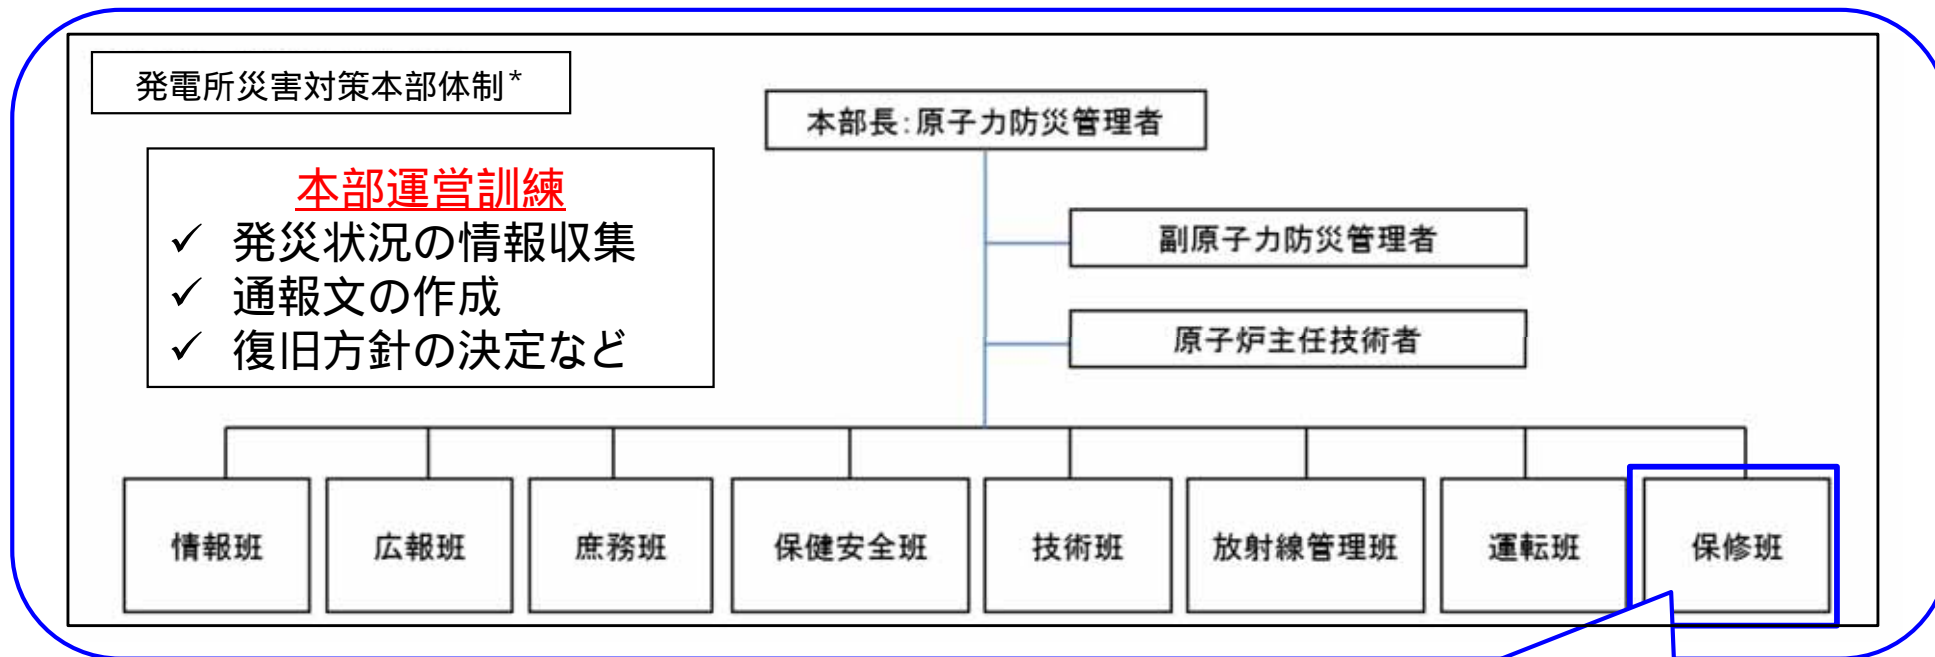 発電所災害対策本部体制*
本部長:原子力防災管理者
本部運営訓練
✓ 発災状況の情報収集
✓ 通報文の作成
✓ 復旧方針の決定など
副原子力防災管理者
原子炉主任技術者
情報班
広報班
庶務班
保健安全班
技術班
放射線管理班
運転班
保修班